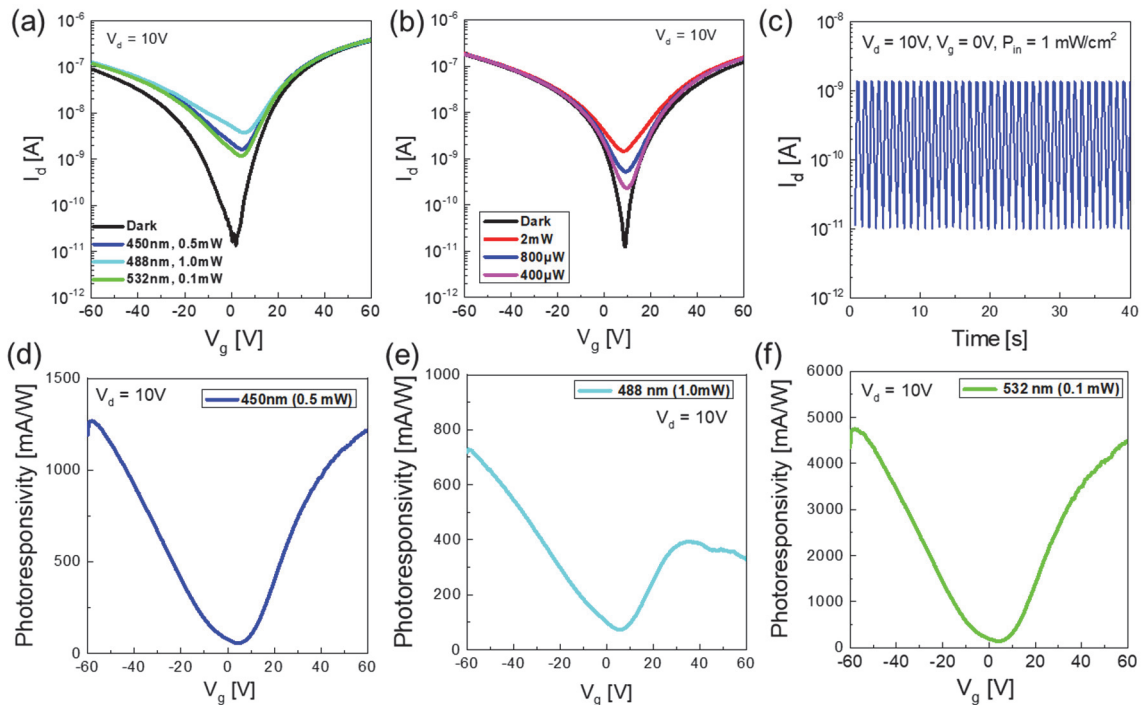 (a)
V_d = 10V
I_d [A]
10^-6
10^-7
10^-8
10^-9
10^-10
10^-11
10^-12
Dark
450nm, 0.5mW
488nm, 1.0mW
532nm, 0.1mW
-60 -40 -20 0 20 40 60
V_g [V]
(b)
V_d = 10V
I_d [A]
10^-6
10^-7
10^-8
10^-9
10^-10
10^-11
10^-12
Dark
2mW
800μW
400μW
-60 -40 -20 0 20 40 60
V_g [V]
(c)
V_d = 10V, V_g = 0V, P_in = 1 mW/cm^2
I_d [A]
10^-8
10^-9
10^-10
10^-11
10^-12
0 10 20 30 40
Time [s]
(d)
V_d = 10V
450nm (0.5 mW)
Photoresponsivity [mA/W]
1500
1000
500
0
-60 -40 -20 0 20 40 60
V_g [V]
(e)
488 nm (1.0mW)
V_d = 10V
Photoresponsivity [mA/W]
1000
800
600
400
200
0
-60 -40 -20 0 20 40 60
V_g [V]
(f)
V_d = 10V
532 nm (0.1 mW)
Photoresponsivity [mA/W]
6000
5000
4000
3000
2000
1000
0
-60 -40 -20 0 20 40 60
V_g [V]